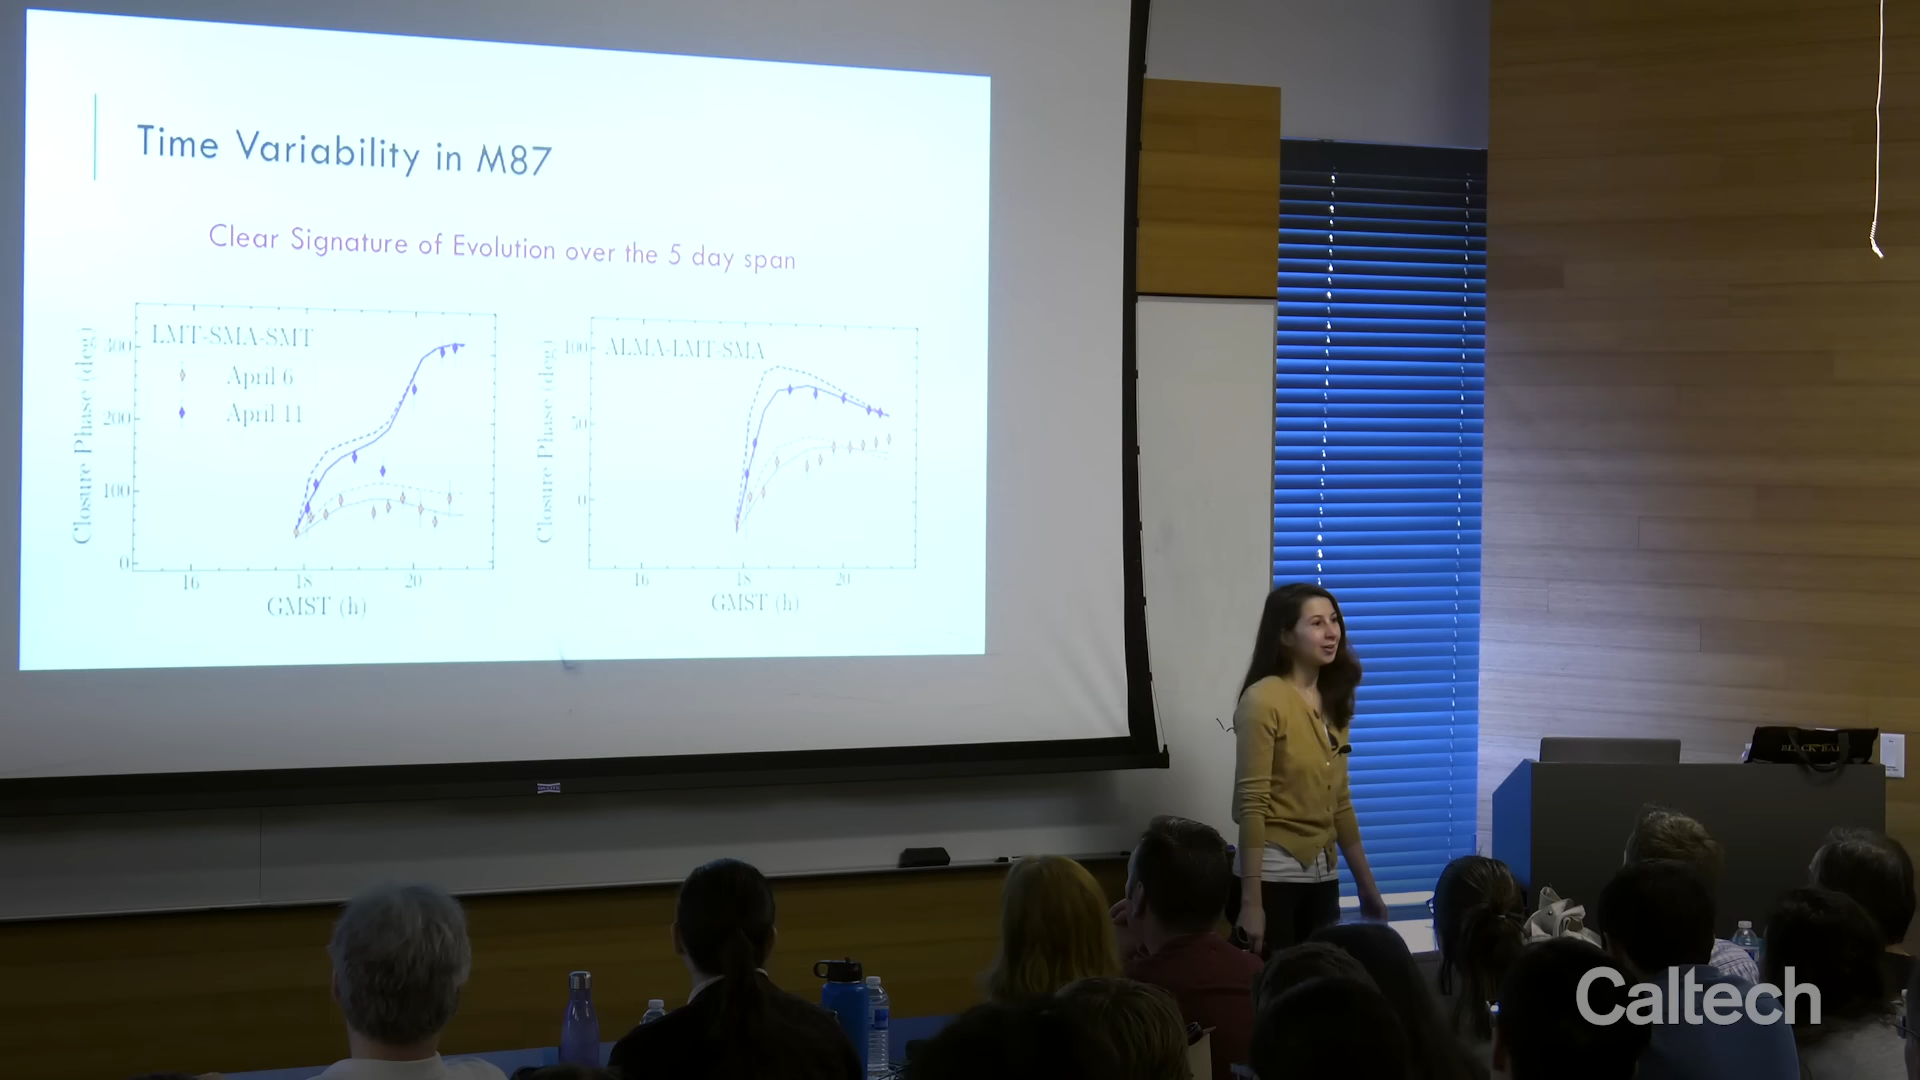 Time Variability in M87
Clear Signature of Evolution over the 5 day span
LMT-SMA-SMT
April 6
April 11
Closure Phase (deg)
300
200
100
0
16 18 20
GMST (h)
ALMA-LMT-SMA
Closure Phase (deg)
100
50
0
16 18 20
GMST (h)
Caltech